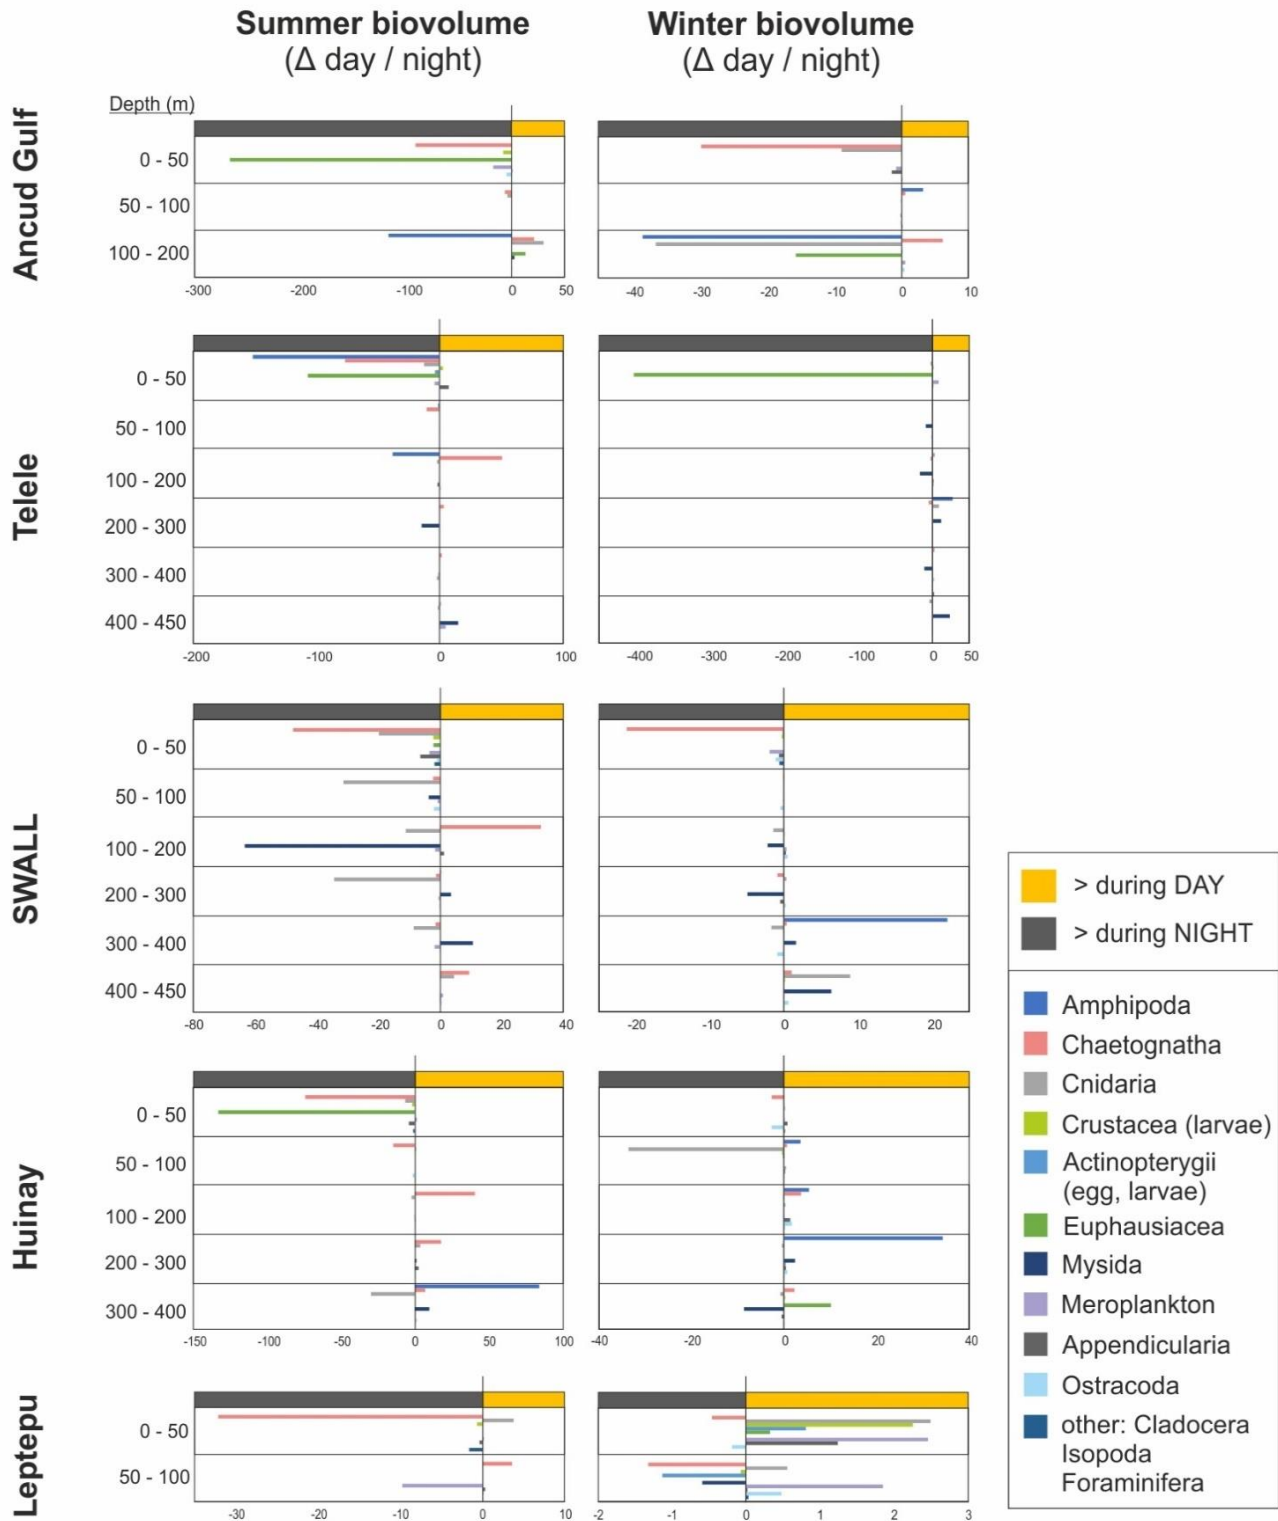 Summer biovolume
(Δ day / night)
Winter biovolume
(Δ day / night)
Depth (m)
Ancud Gulf
0 - 50
50 - 100
100 - 200
-300 -200 -100 0 50
-40 -30 -20 -10 0 10
Telele
0 - 50
50 - 100
100 - 200
200 - 300
300 - 400
400 - 450
-200 -100 0 100
-400 -300 -200 -100 0 50
SWALL
0 - 50
50 - 100
100 - 200
200 - 300
300 - 400
400 - 450
-80 -60 -40 -20 0 20 40
-20 -10 0 10 20
Huinay
0 - 50
50 - 100
100 - 200
200 - 300
300 - 400
-150 -100 -50 0 50 100
-40 -20 0 20 40
Leptepu
0 - 50
50 - 100
-30 -20 -10 0 10
-2 -1 0 1 2 3
> during DAY
> during NIGHT
Amphipoda
Chaetognatha
Cnidaria
Crustacea (larvae)
Actinopterygii
(egg, larvae)
Euphausiacea
Mysida
Meroplankton
Appendicularia
Ostracoda
other: Cladocera
Isopoda
Foraminifera